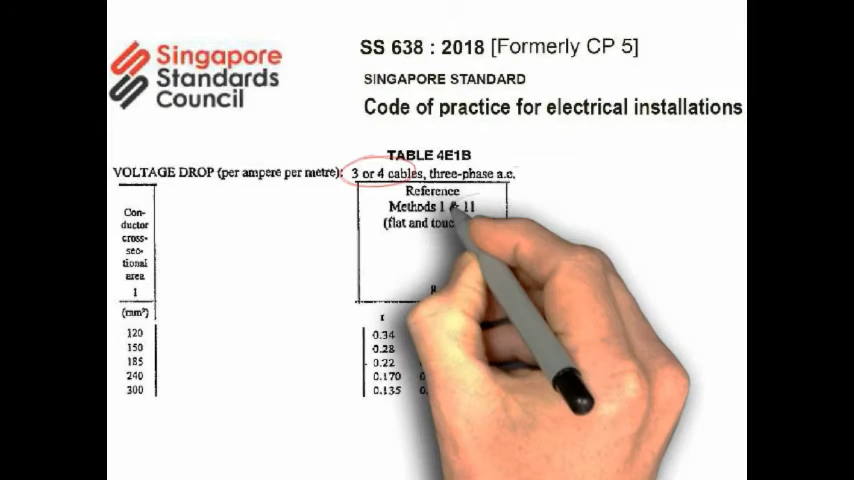 Singapore
Standards
Council
SS 638 : 2018 [Formerly CP 5]
SINGAPORE STANDARD
Code of practice for electrical installations
TABLE 4E1B
VOLTAGE DROP (per ampere per metre): 3 or 4 cables, three-phase a.c.
Reference
Methods 1 11
(flat and
Con-
ductor
cross-
sec-
tional
area
1
(mm²)
r
120 0.34
150 0.28
185 0.22
240 0.170
300 0.135